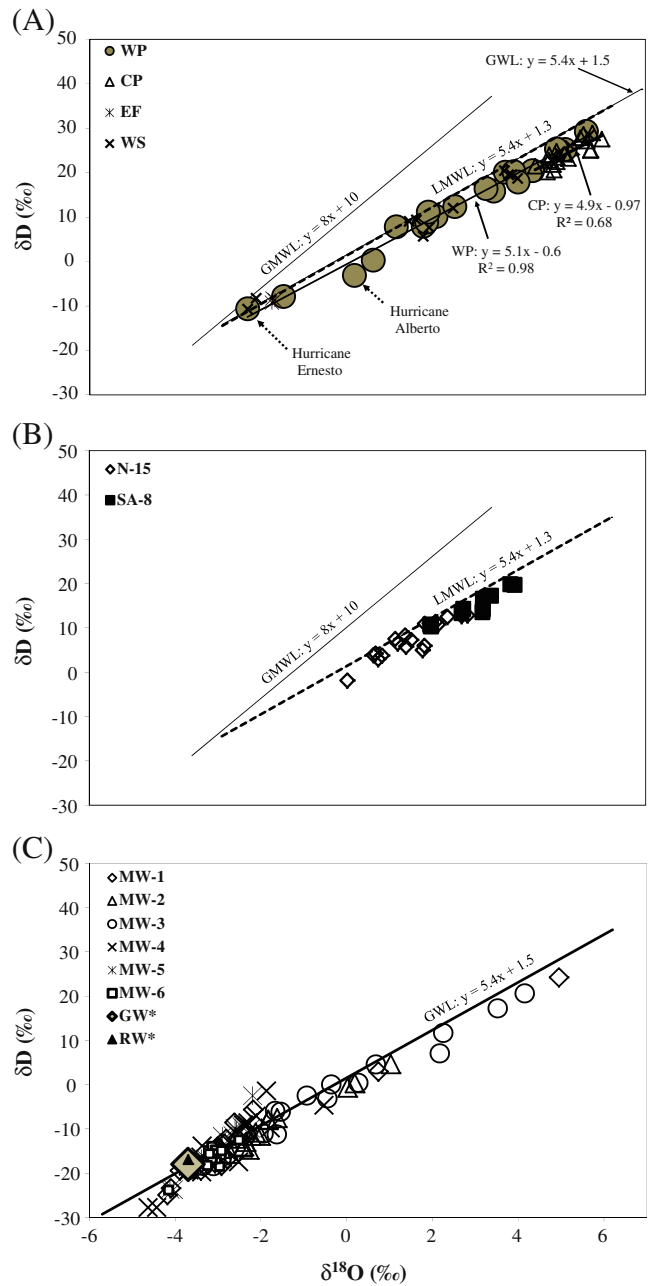 (A)
50
40
30
20
10
0
-10
-20
-30
δD (‰)
WP
CP
EF
WS
GWL: y = 5.4x + 1.5
GMWL: y = 8x + 10
LMWL: y = 5.4x + 1.3
CP: y = 4.9x - 0.97
R² = 0.68
WP: y = 5.1x - 0.6
R² = 0.98
Hurricane
Alberto
Hurricane
Ernesto
(B)
50
40
30
20
10
0
-10
-20
-30
δD (‰)
N-15
SA-8
GMWL: y = 8x + 10
LMWL: y = 5.4x + 1.3
(C)
50
40
30
20
10
0
-10
-20
-30
δD (‰)
MW-1
MW-2
MW-3
MW-4
MW-5
MW-6
GW*
RW*
GWL: y = 5.4x + 1.5
-6 -4 -2 0 2 4 6
δ¹⁸O (‰)